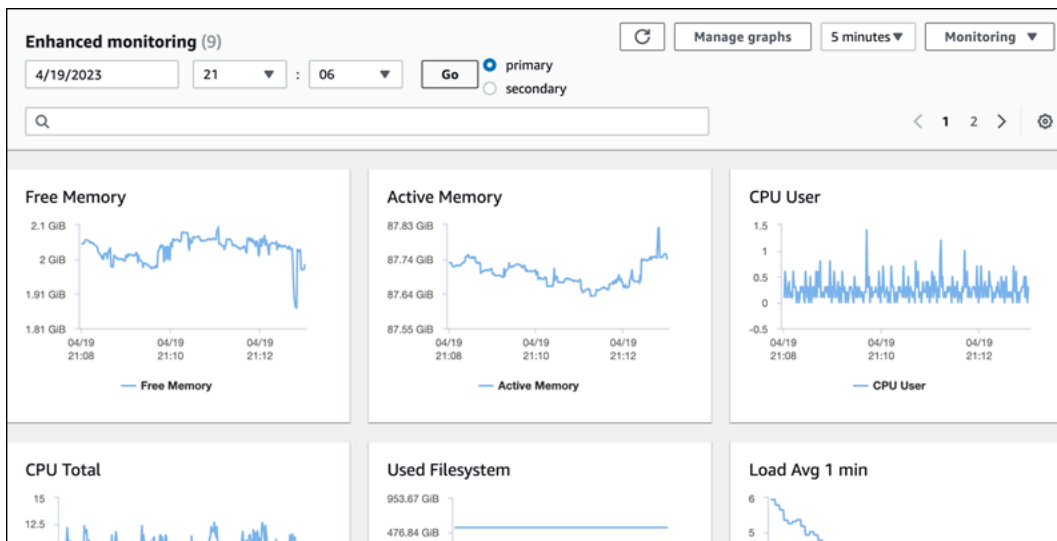 Enhanced monitoring (9)
Manage graphs
5 minutes
Monitoring
4/19/2023
21
:
06
Go
primary
secondary
1
2
Free Memory
2.1 GiB
2 GiB
1.91 GiB
1.81 GiB
04/19
21:08
04/19
21:10
04/19
21:12
Free Memory
Active Memory
87.83 GiB
87.74 GiB
87.64 GiB
87.55 GiB
04/19
21:08
04/19
21:10
04/19
21:12
Active Memory
CPU User
1.5
1
0.5
0
-0.5
04/19
21:08
04/19
21:10
04/19
21:12
CPU User
CPU Total
15
12.5
Used Filesystem
953.67 GiB
476.84 GiB
Load Avg 1 min
6
5